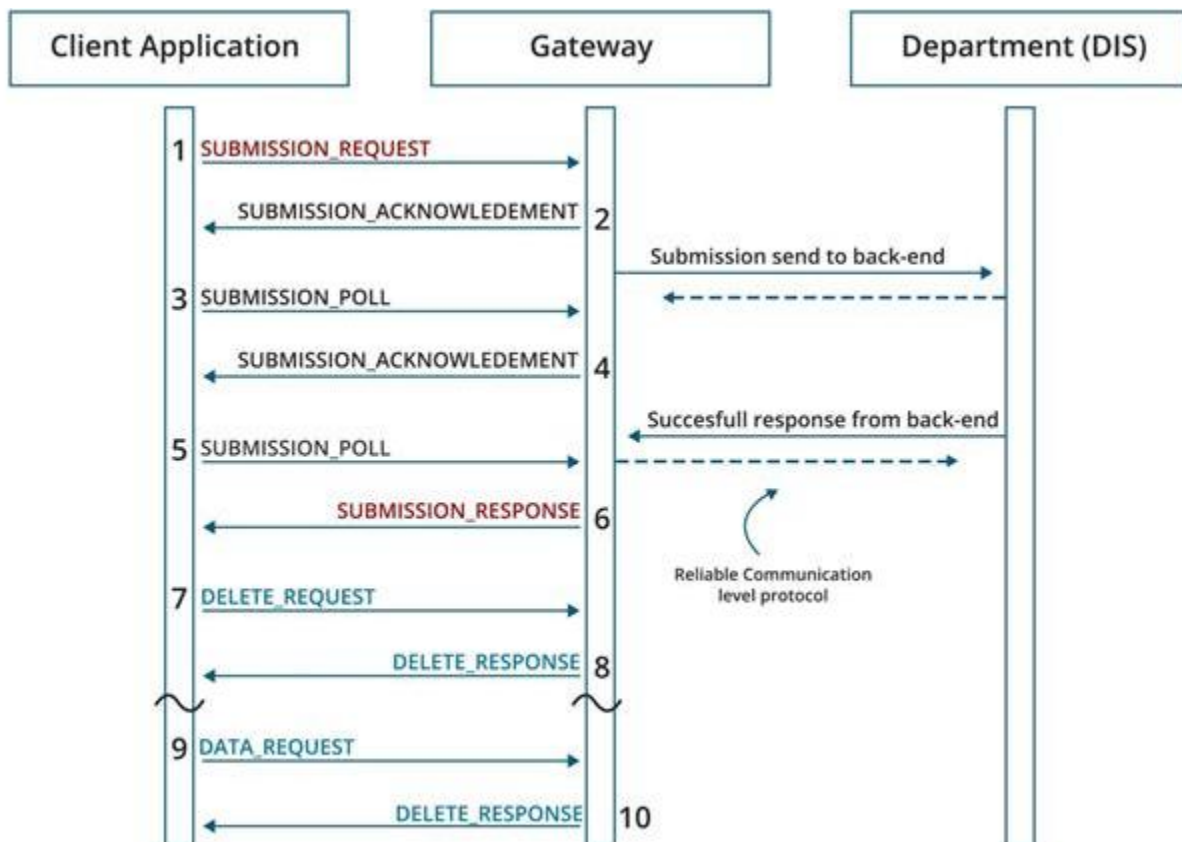 Client Application
Gateway
Department (DIS)
1 SUBMISSION_REQUEST
SUBMISSION_ACKNOWLEDEMENT 2
Submission send to back-end
3 SUBMISSION_POLL
SUBMISSION_ACKNOWLEDEMENT 4
Succesfull response from back-end
5 SUBMISSION_POLL
SUBMISSION_RESPONSE 6
Reliable Communication
level protocol
7 DELETE_REQUEST
DELETE_RESPONSE 8
9 DATA_REQUEST
DELETE_RESPONSE 10